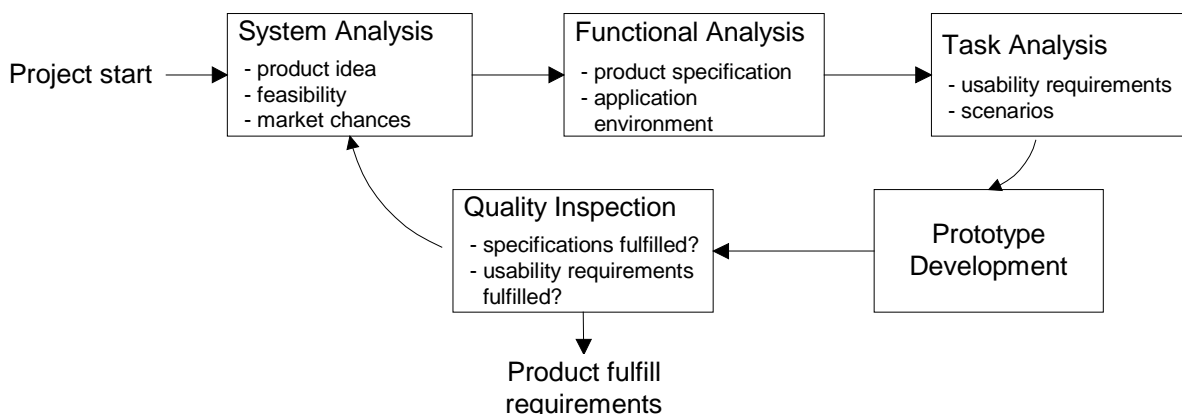 Project start
System Analysis
- product idea
- feasibility
- market chances
Functional Analysis
- product specification
- application
environment
Task Analysis
- usability requirements
- scenarios
Prototype
Development
Quality Inspection
- specifications fulfilled?
- usability requirements
fulfilled?
Product fulfill
requirements